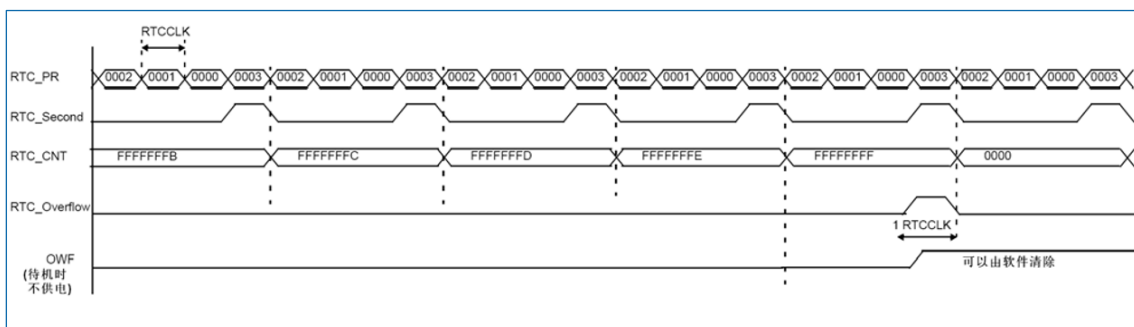 RTCCLK
RTC_PR 0002 0001 0000 0003 0002 0001 0000 0003 0002 0001 0000 0003 0002 0001 0000 0003 0002 0001 0000 0003 0002 0001 0000 0003
RTC_Second
RTC_CNT FFFFFFFB FFFFFFFC FFFFFFFD FFFFFFFE FFFFFFFF 0000
RTC_Overflow
1 RTCCLK
OWF 可以由软件清除
(待机时
不供电)